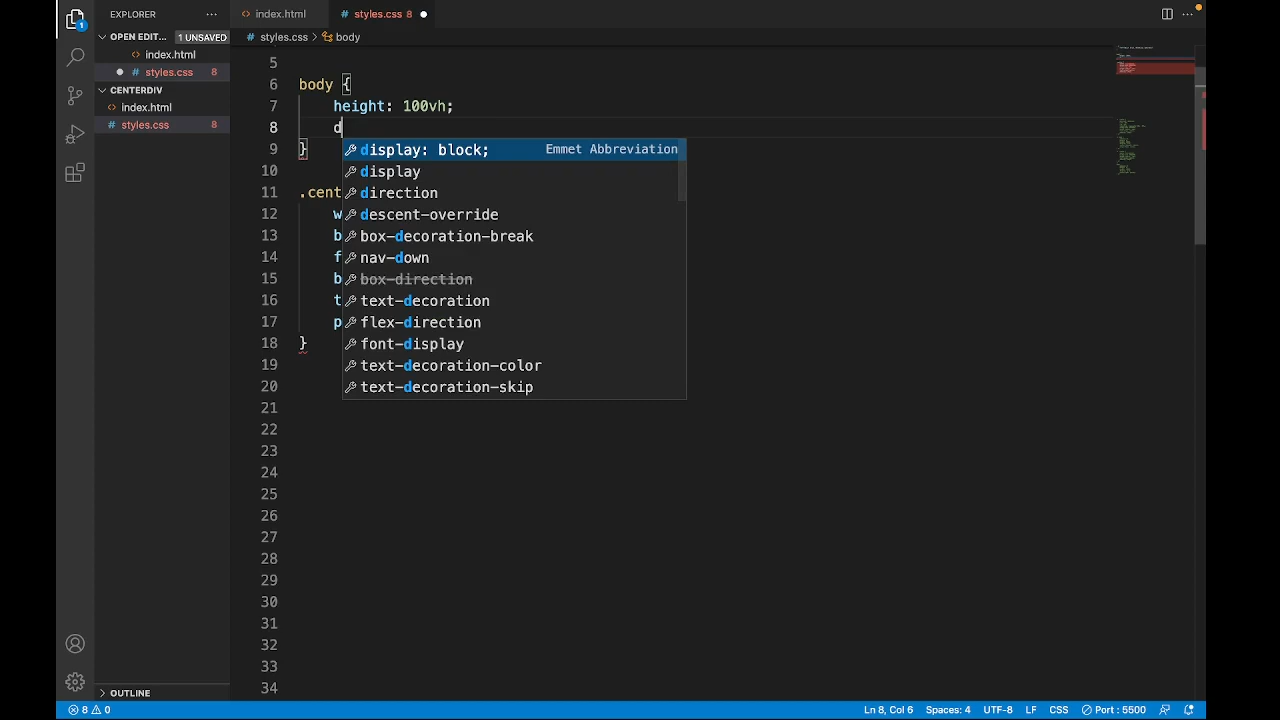 EXPLORER
index.html
styles.css 8
1
OPEN EDIT... 1 UNSAVED
styles.css > body
index.html
styles.css 8
CENTERDIV
index.html
styles.css 8
5
6 body {
7 height: 100vh;
8 d
9 }
10
11 .cent
12 w
13 b
14 f
15 b
16 t
17 p
18 }
19
20
21
22
23
24
25
26
27
28
29
30
31
32
33
34
display: block; Emmet Abbreviation
display
direction
descent-override
box-decoration-break
nav-down
box-direction
text-decoration
flex-direction
font-display
text-decoration-color
text-decoration-skip
OUTLINE
8 0
Ln 8, Col 6
Spaces: 4
UTF-8
LF
CSS
Port : 5500